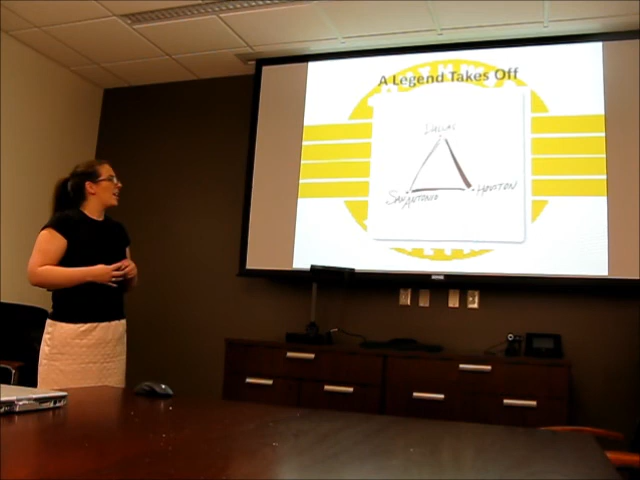 A Legend Takes Off
DALLAS
SAN ANTONIO
HOUSTON